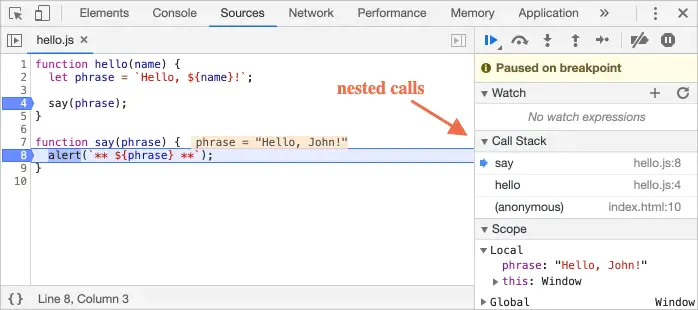 Elements Console Sources Network Performance Memory Application »
hello.js ×
1 function hello(name) {
2 let phrase = `Hello, ${name}!`;
3
4 say(phrase);
5 }
6
7 function say(phrase) { phrase = "Hello, John!"
8 alert(`** ${phrase} **`);
9 }
10
{} Line 8, Column 3
nested calls
Paused on breakpoint
Watch
No watch expressions
Call Stack
say hello.js:8
hello hello.js:4
(anonymous) index.html:10
Scope
Local
phrase: "Hello, John!"
this: Window
Global Window